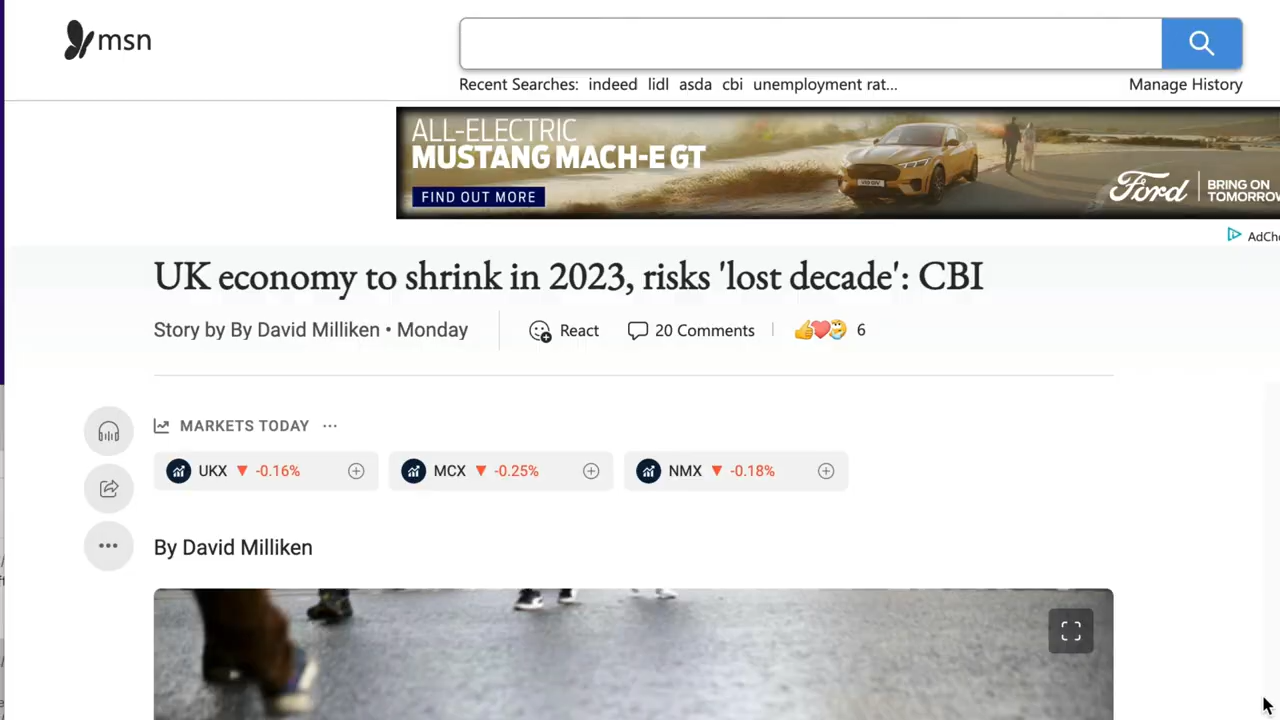 msn
Recent Searches: indeed lidl asda cbi unemployment rat... Manage History
ALL-ELECTRIC
MUSTANG MACH-E GT
FIND OUT MORE
Ford
BRING ON
TOMORROW
AdCh
UK economy to shrink in 2023, risks 'lost decade': CBI
Story by By David Milliken • Monday
React
20 Comments
6
MARKETS TODAY ...
UKX ▼ -0.16%
MCX ▼ -0.25%
NMX ▼ -0.18%
By David Milliken